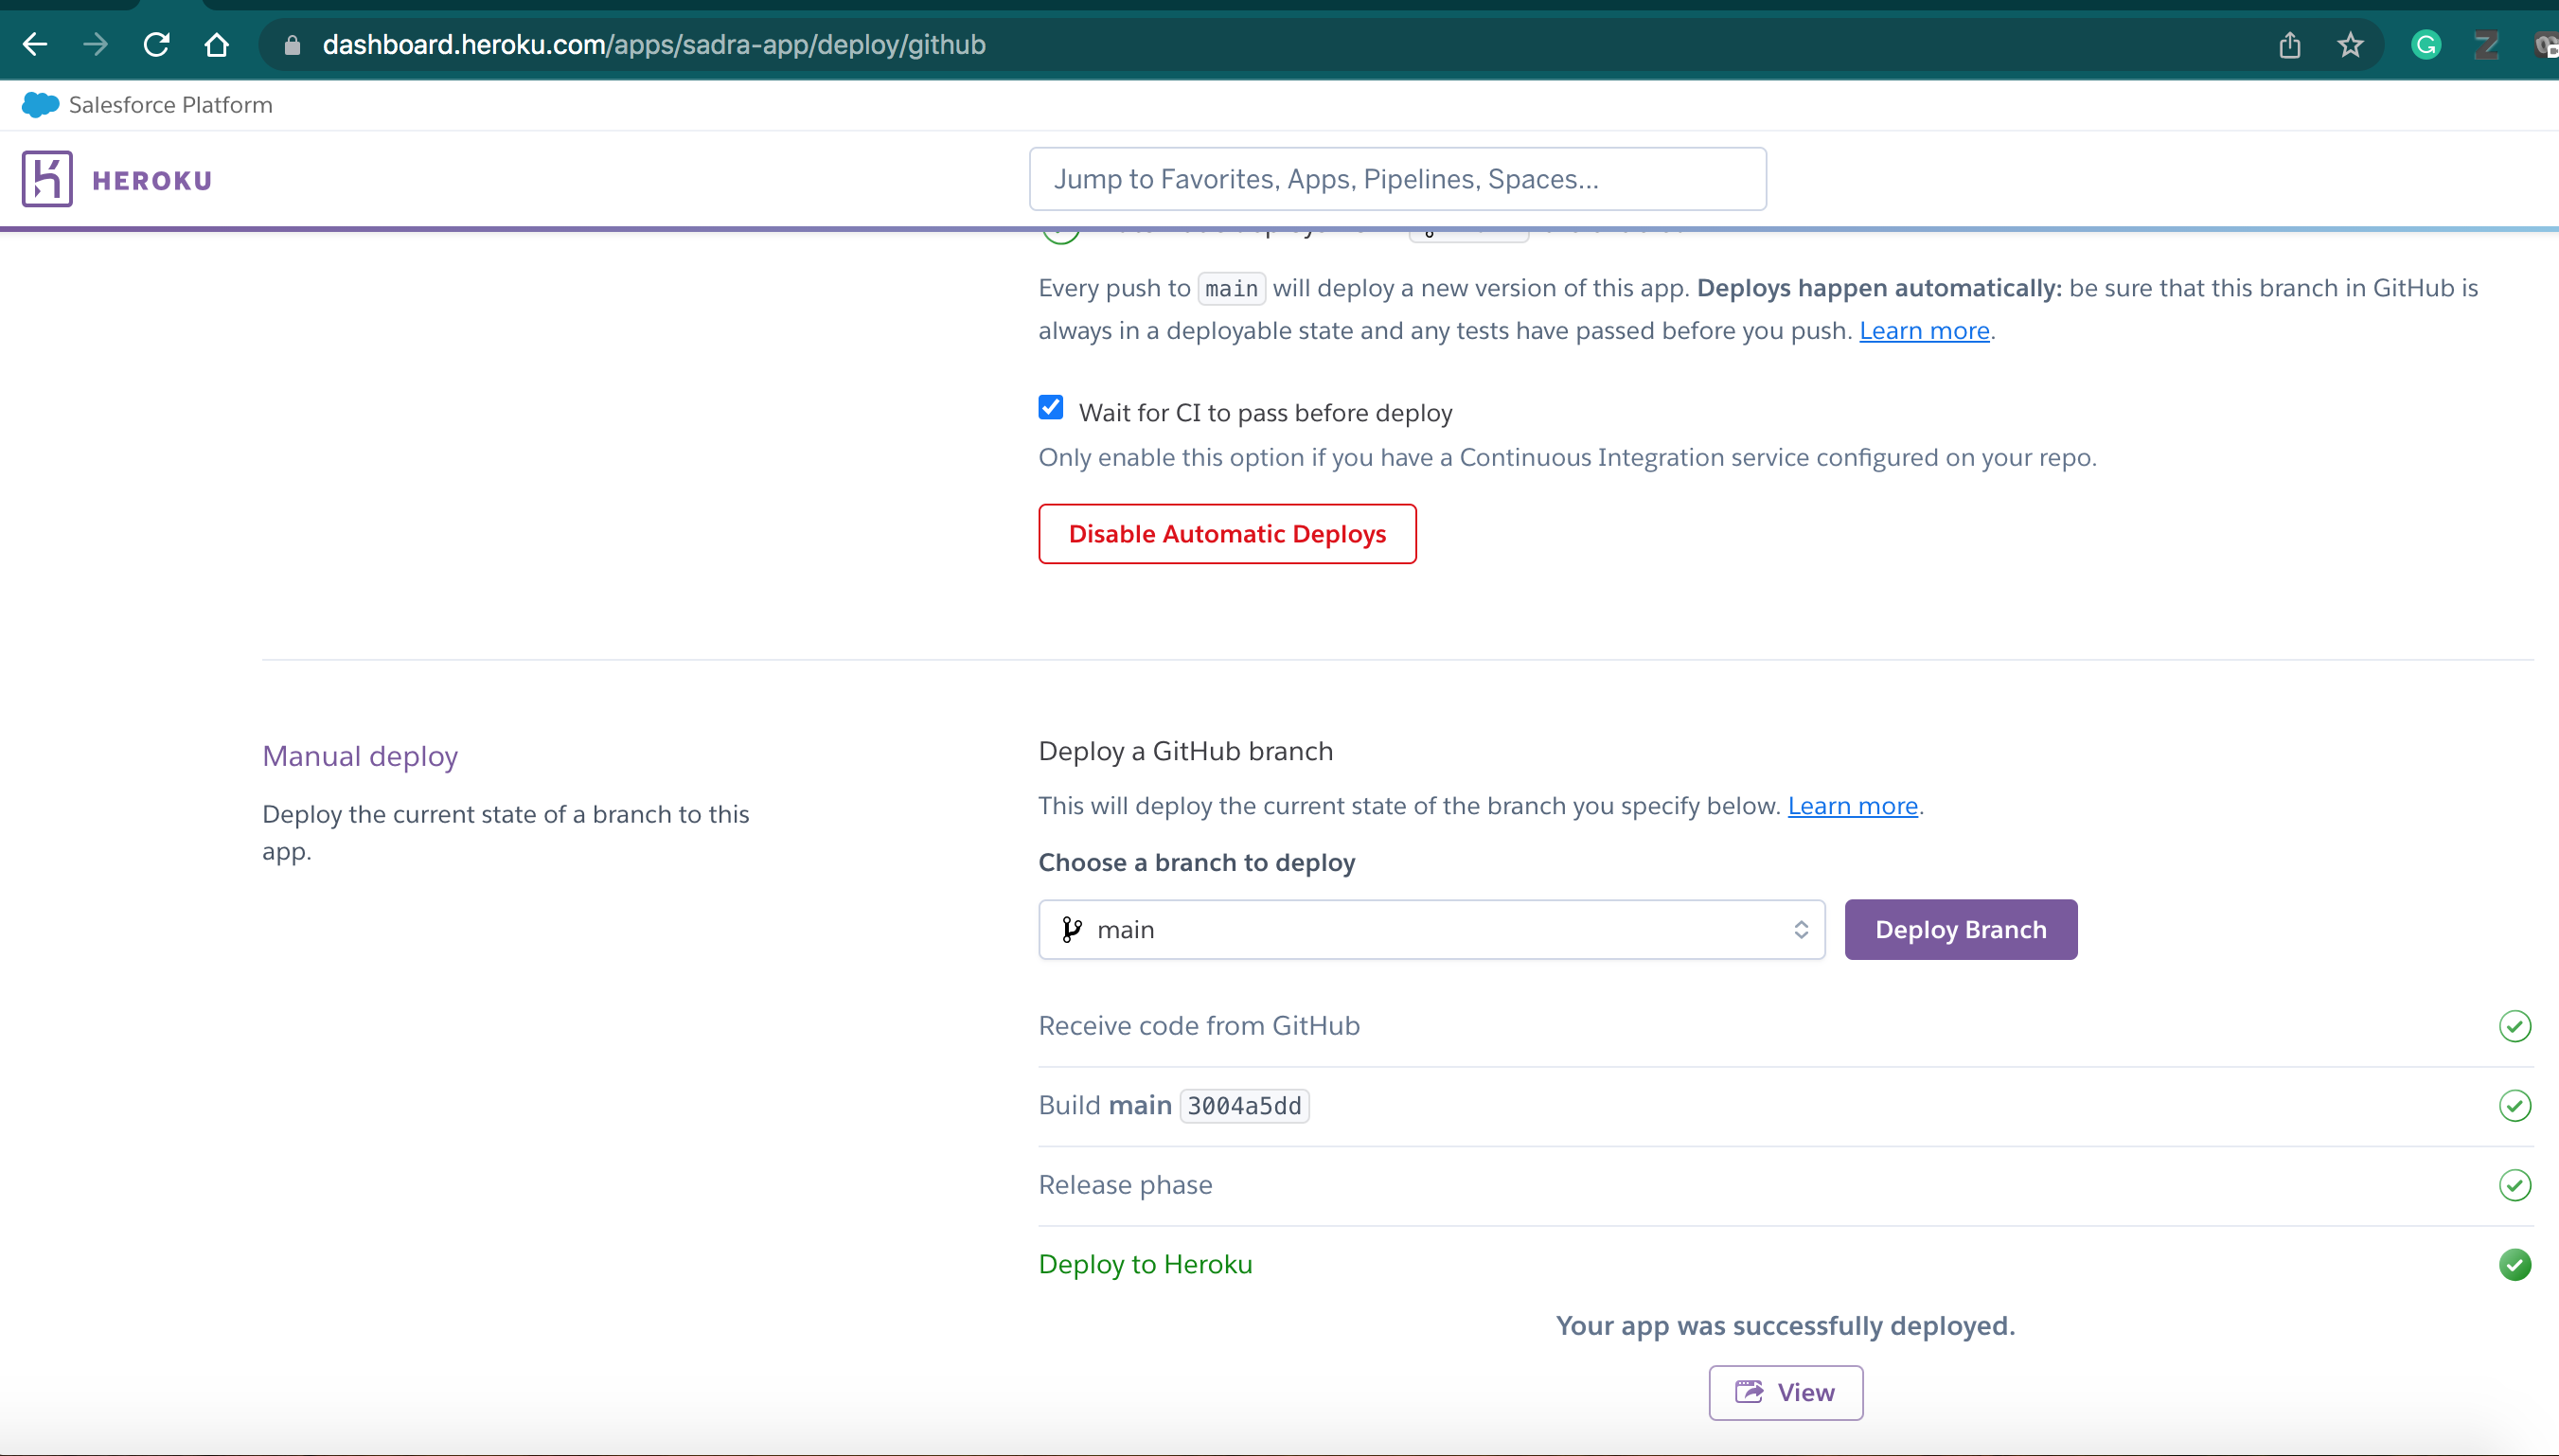 dashboard.heroku.com/apps/sadra-app/deploy/github
Salesforce Platform
HEROKU
Jump to Favorites, Apps, Pipelines, Spaces...
Every push to main will deploy a new version of this app. Deploys happen automatically: be sure that this branch in GitHub is
always in a deployable state and any tests have passed before you push. Learn more.
Wait for CI to pass before deploy
Only enable this option if you have a Continuous Integration service configured on your repo.
Disable Automatic Deploys
Manual deploy
Deploy the current state of a branch to this
app.
Deploy a GitHub branch
This will deploy the current state of the branch you specify below. Learn more.
Choose a branch to deploy
main
Deploy Branch
Receive code from GitHub
Build main 3004a5dd
Release phase
Deploy to Heroku
Your app was successfully deployed.
View